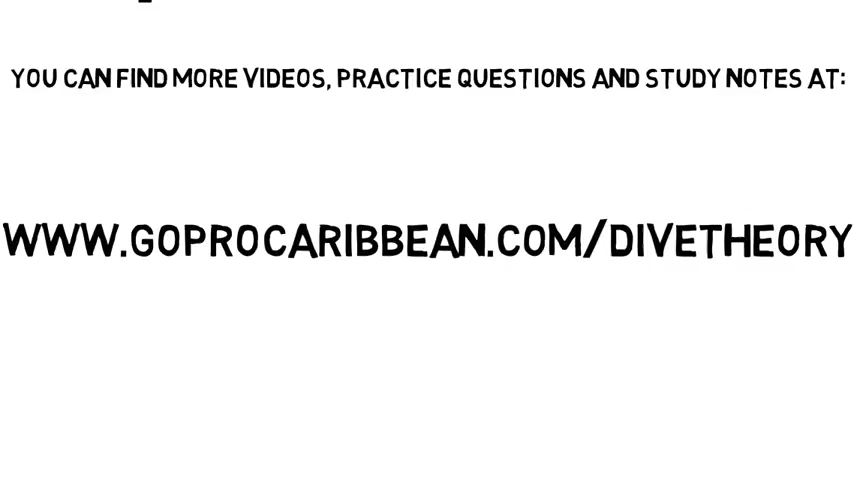 YOU CAN FIND MORE VIDEOS, PRACTICE QUESTIONS AND STUDY NOTES AT:
WWW.GOPROCARIBBEAN.COM/DIVETHEORY